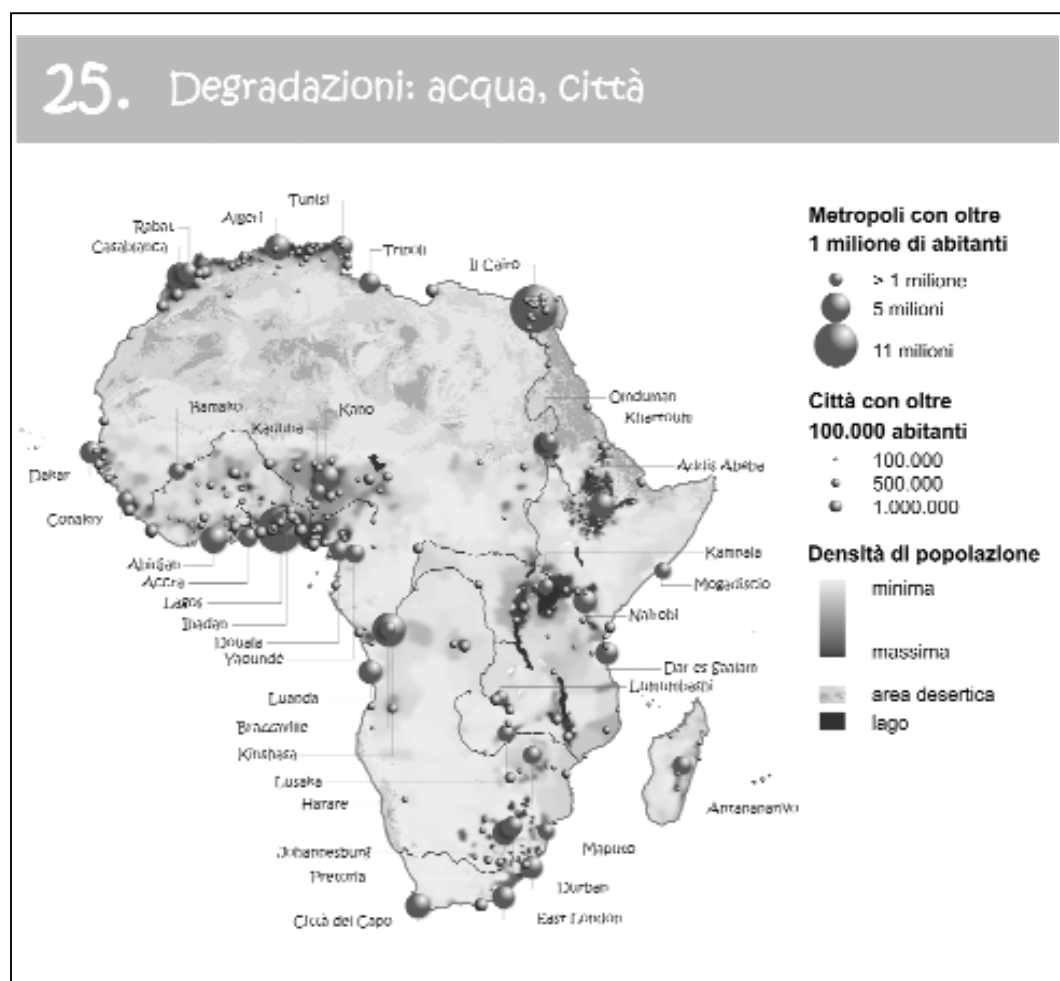 25. Degradazioni: acqua, città
Tunisi
Algeri
Rabat
Casablanca
Tripoli
Il Cairo
Metropoli con oltre
1 milione di abitanti
> 1 milione
5 milioni
11 milioni
Città con oltre
100.000 abitanti
100.000
500.000
1.000.000
Densità di popolazione
minima
massima
area desertica
lago
Bamako
Kano
Kaduna
Omduman
Khartoum
Addis Abeba
Dakar
Conakry
Abidjan
Accra
Lagos
Ibadan
Douala
Yaoundé
Kampala
Mogadiscio
Nairobi
Dar es Salam
Lumumbashi
Luanda
Brazzaville
Kinshasa
Lusaka
Harare
Antananarivo
Johannesburg
Pretoria
Maputo
Durban
Città del Capo
East London